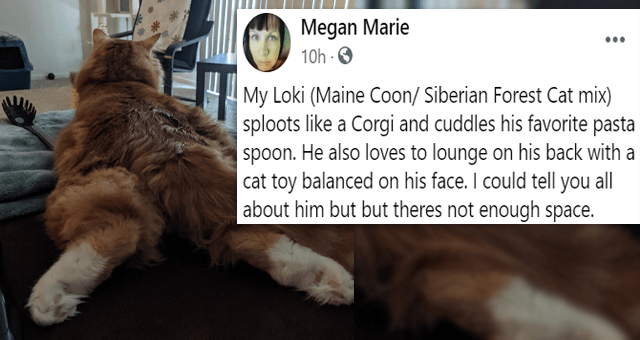 Megan Marie
10h ·
My Loki (Maine Coon/ Siberian Forest Cat mix)
sploots like a Corgi and cuddles his favorite pasta
spoon. He also loves to lounge on his back with a
cat toy balanced on his face. I could tell you all
about him but but theres not enough space.